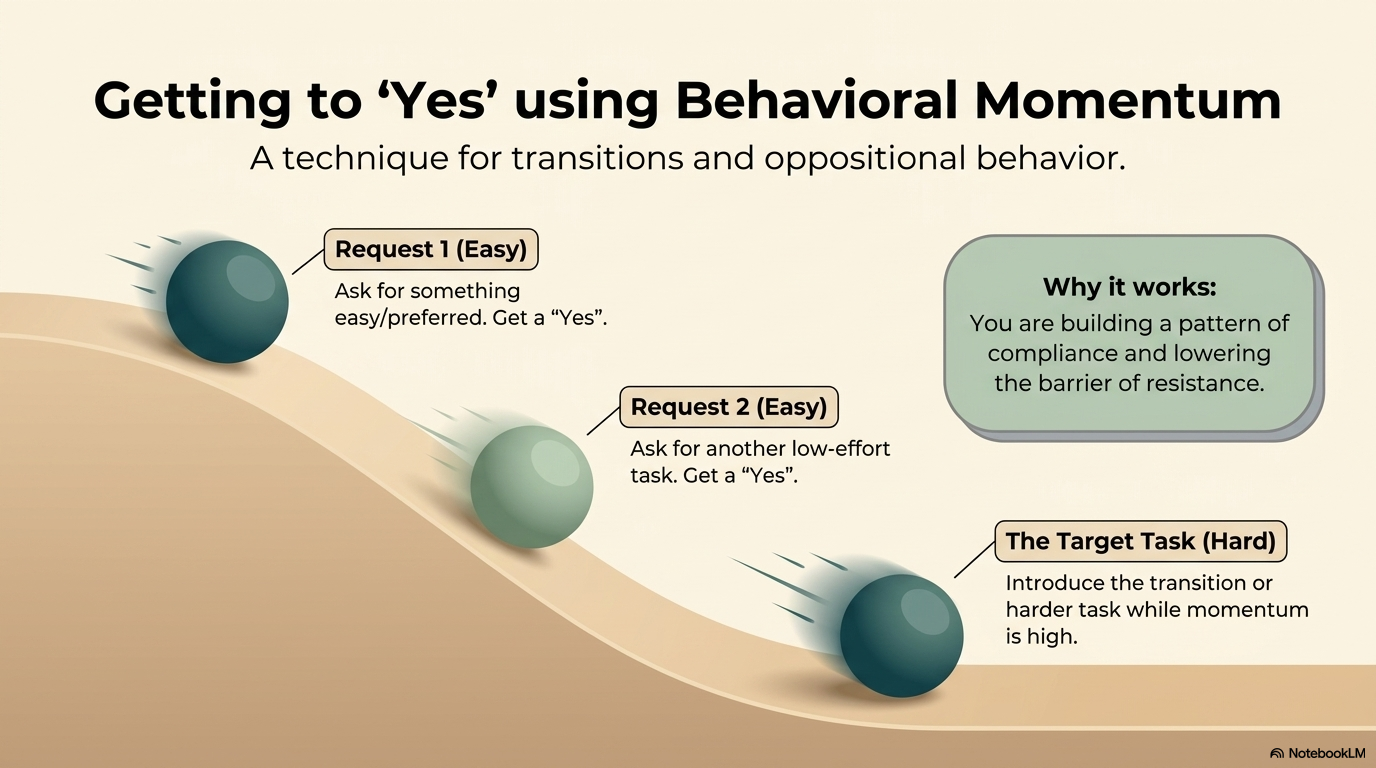 Getting to ‘Yes’ using Behavioral Momentum
A technique for transitions and oppositional behavior.
Request 1 (Easy)
Ask for something
easy/preferred. Get a “Yes”.
Request 2 (Easy)
Ask for another low-effort
task. Get a “Yes”.
Why it works:
You are building a pattern of
compliance and lowering
the barrier of resistance.
The Target Task (Hard)
Introduce the transition or
harder task while momentum
is high.
NotebookLM